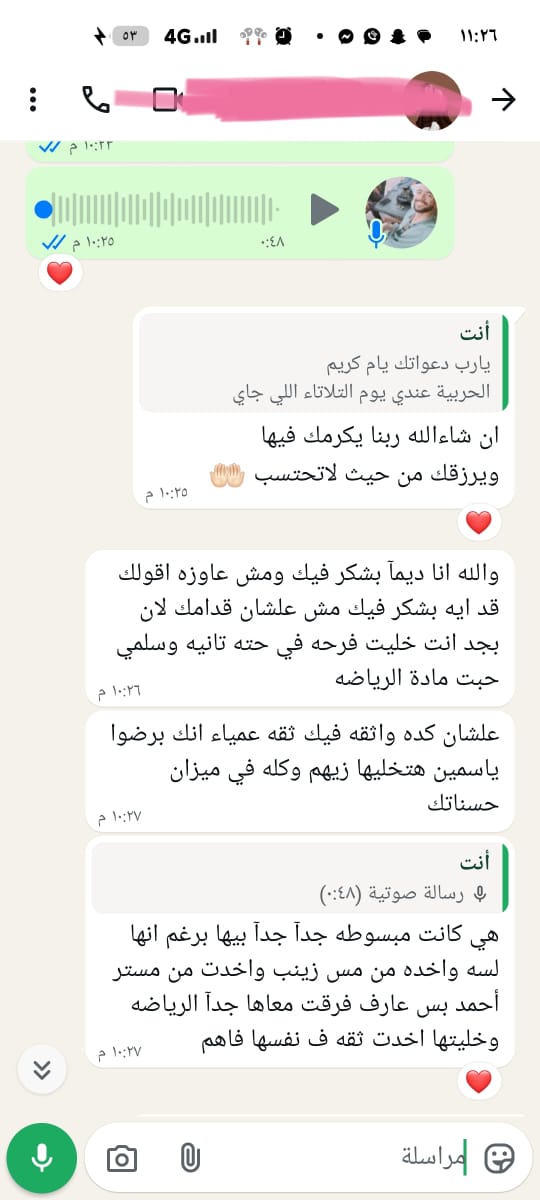 ١١:٢٦
4G
٥٣
١٠:٢٣ م
٠:٤٨
١٠:٢٥ م
أنت
يارب دعواتك يام كريم
الحربية عندي يوم التلاتاء اللي جاي
ان شاءالله ربنا يكرمك فيها
ويرزقك من حيث لاتحتسب 🤲🏻
١٠:٢٥ م
والله انا ديمآ بشكر فيك ومش عاوزه اقولك
قد ايه بشكر فيك مش علشان قدامك لان
بجد انت خليت فرحه في حته تانيه وسلمي
حبت مادة الرياضه
١٠:٢٦ م
علشان كده واثقه فيك ثقه عمياء انك برضوا
ياسمين هتخليها زيهم وكله في ميزان
حسناتك
١٠:٢٧ م
أنت
رسالة صوتية (٠:٤٨)
هي كانت مبسوطه جدآ جدآ بيها برغم انها
لسه واخده من مس زينب واخدت من مستر
أحمد بس عارف فرقت معاها جدآ الرياضه
وخليتها اخدت ثقه ف نفسها فاهم
١٠:٢٧ م
مراسلة